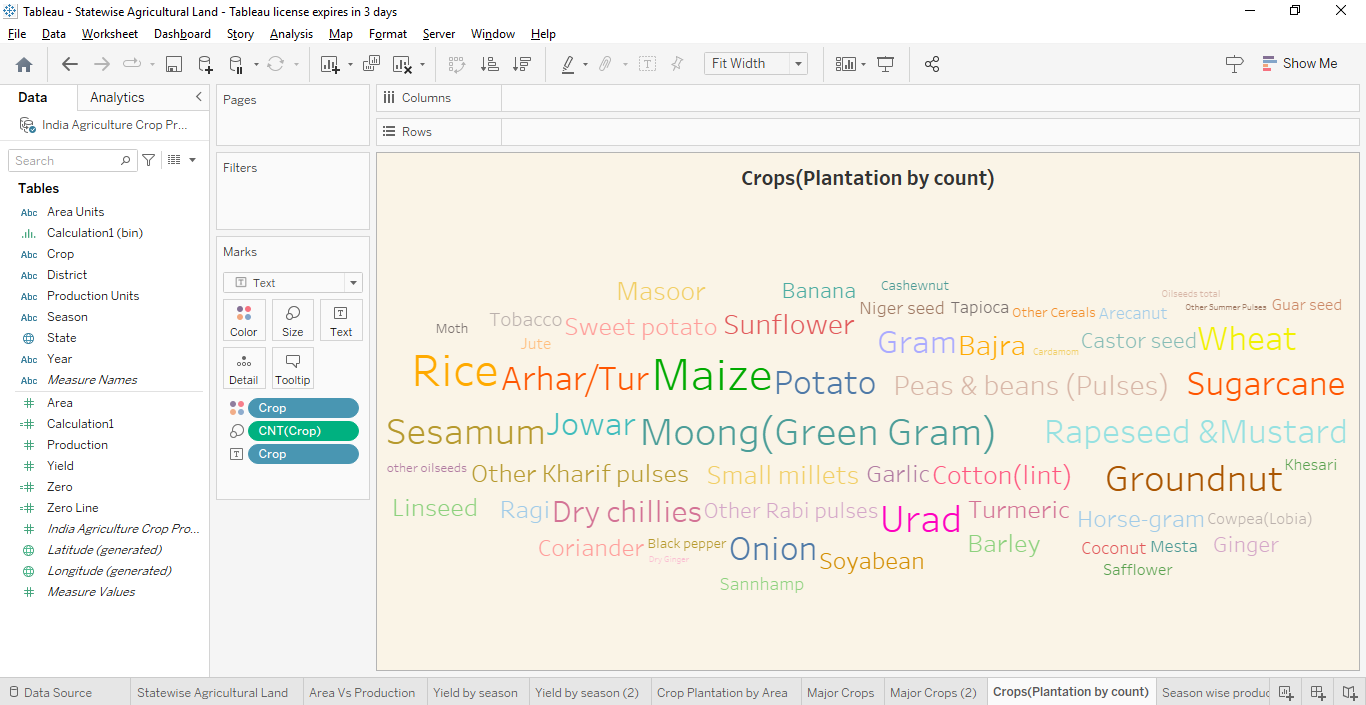 Tableau - Statewise Agricultural Land - Tableau license expires in 3 days
File Data Worksheet Dashboard Story Analysis Map Format Server Window Help
Fit Width
Show Me
Data Analytics
India Agriculture Crop Pr...
Search
Tables
Abc Area Units
Calculation1 (bin)
Abc Crop
Abc District
Abc Production Units
Abc Season
State
Abc Year
Abc Measure Names
Area
Calculation1
Production
Yield
Zero
Zero Line
India Agriculture Crop Pro...
Latitude (generated)
Longitude (generated)
Measure Values
Pages
Filters
Marks
Text
Color Size Text
Detail Tooltip
Crop
CNT(Crop)
Crop
Columns
Rows
Crops(Plantation by count)
Masoor Banana Cashewnut
Oilseeds total
Moth Tobacco Sweet potato Sunflower Niger seed Tapioca Other Cereals Arecanut Other Summer Pulses Guar seed
Jute Gram Bajra Cardamom Castor seed Wheat
Rice Arhar/Tur Maize Potato Peas & beans (Pulses) Sugarcane
Sesamum Jowar Moong(Green Gram) Rapeseed &Mustard
other oilseeds Other Kharif pulses Small millets Garlic Cotton(lint) Groundnut Khesari
Linseed Ragi Dry chillies Other Rabi pulses Urad Turmeric Horse-gram Cowpea(Lobia)
Coriander Black pepper Onion Soyabean Barley Coconut Mesta Ginger
Dry Ginger
Safflower
Sannhamp
Data Source Statewise Agricultural Land Area Vs Production Yield by season Yield by season (2) Crop Plantation by Area Major Crops Major Crops (2) Crops(Plantation by count) Season wise produc